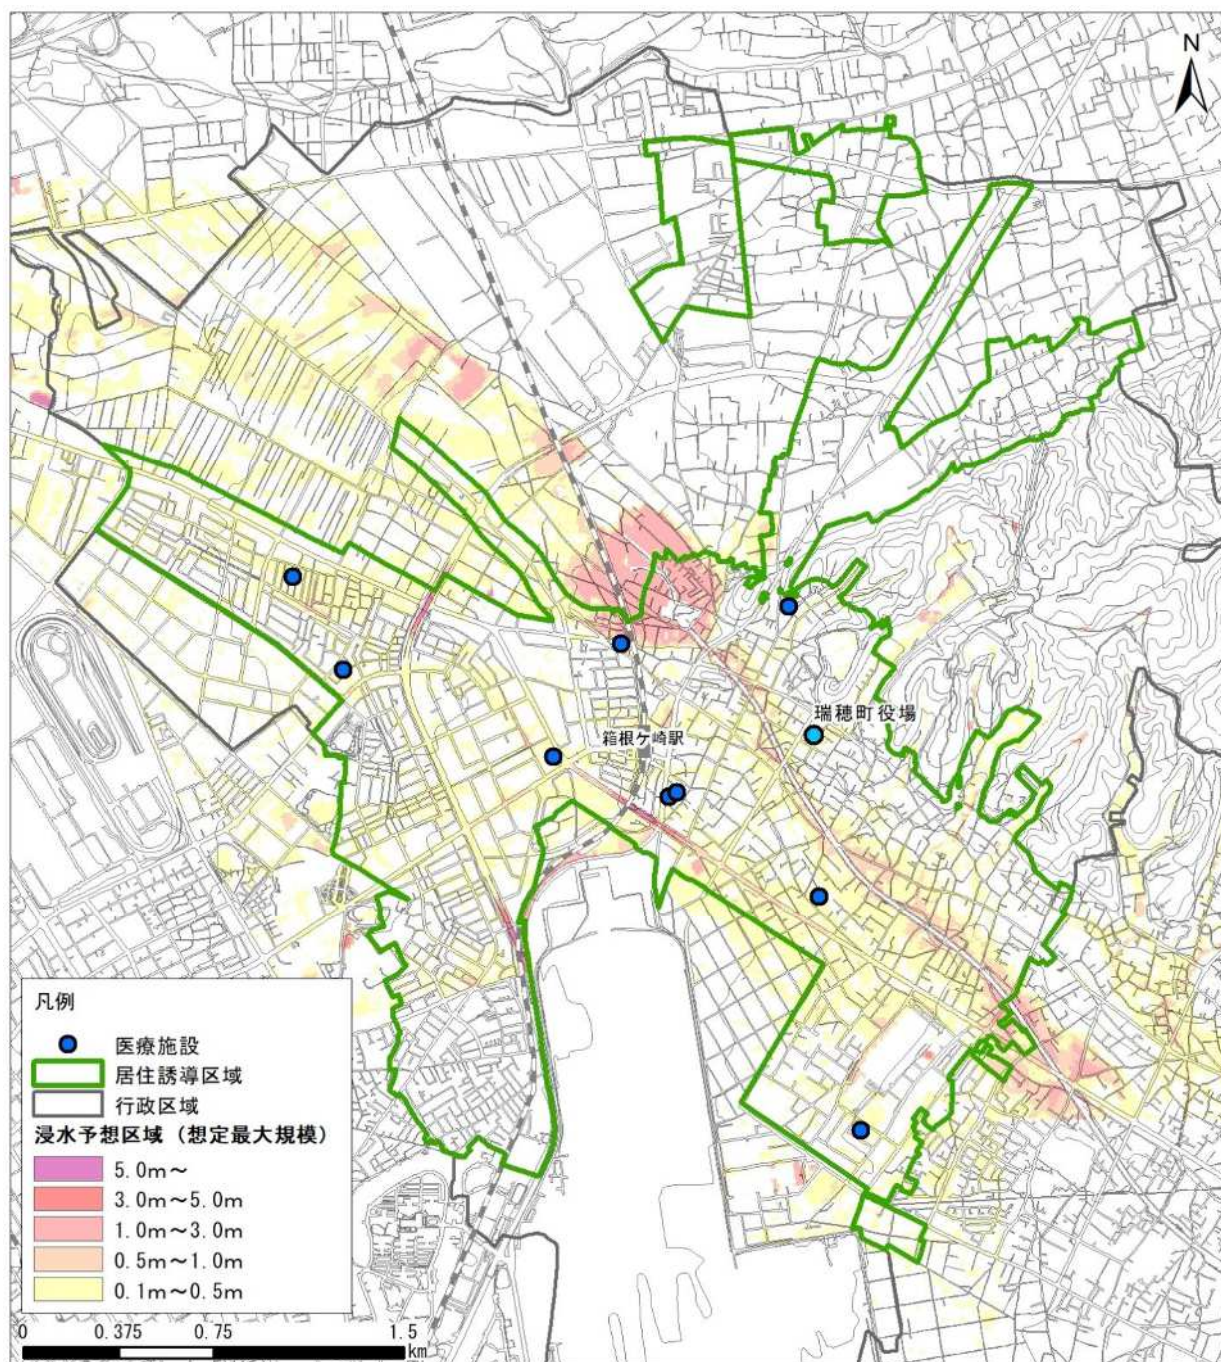 N
瑞穂町役場
箱根ケ崎駅
凡例
医療施設
居住誘導区域
行政区域
浸水予想区域（想定最大規模）
5.0m～
3.0m～5.0m
1.0m～3.0m
0.5m～1.0m
0.1m～0.5m
0 0.375 0.75 1.5
km